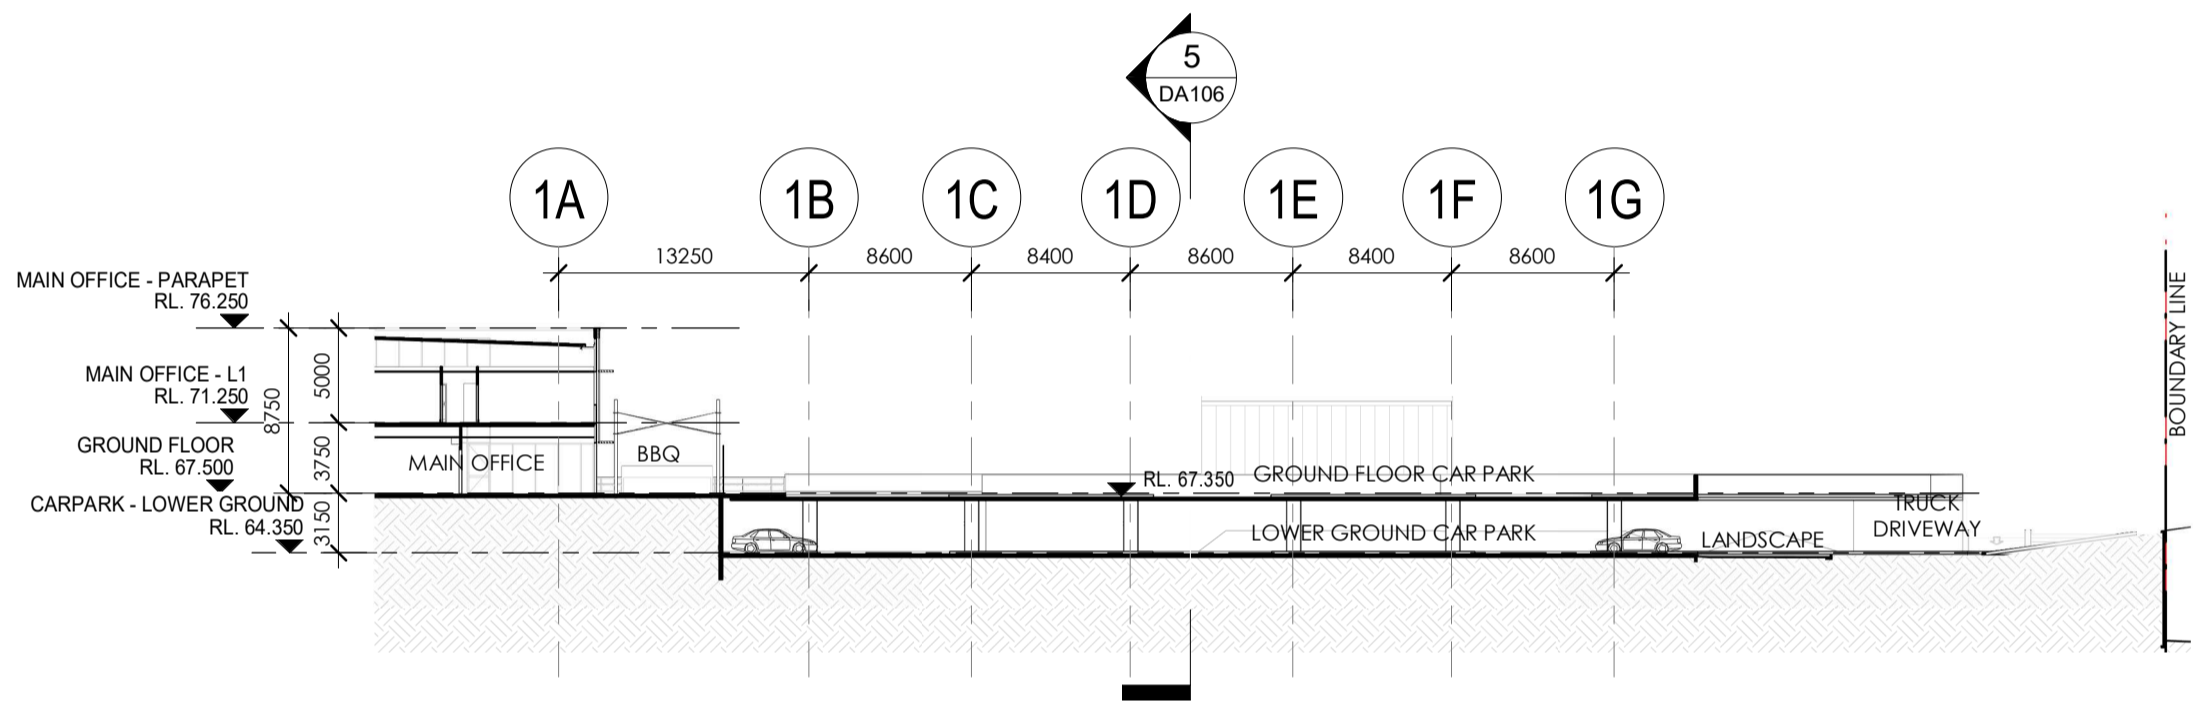 5
DA106
1A
1B
1C
1D
1E
1F
1G
13250
8600
8400
8600
8400
8600
MAIN OFFICE - PARAPET
RL. 76.250
MAIN OFFICE - L1
RL. 71.250
GROUND FLOOR
RL. 67.500
CARPARK - LOWER GROUND
RL. 64.350
8750
5000
3750
3150
MAIN OFFICE
BBQ
RL. 67.350
GROUND FLOOR CAR PARK
LOWER GROUND CAR PARK
LANDSCAPE
TRUCK
DRIVEWAY
BOUNDARY LINE